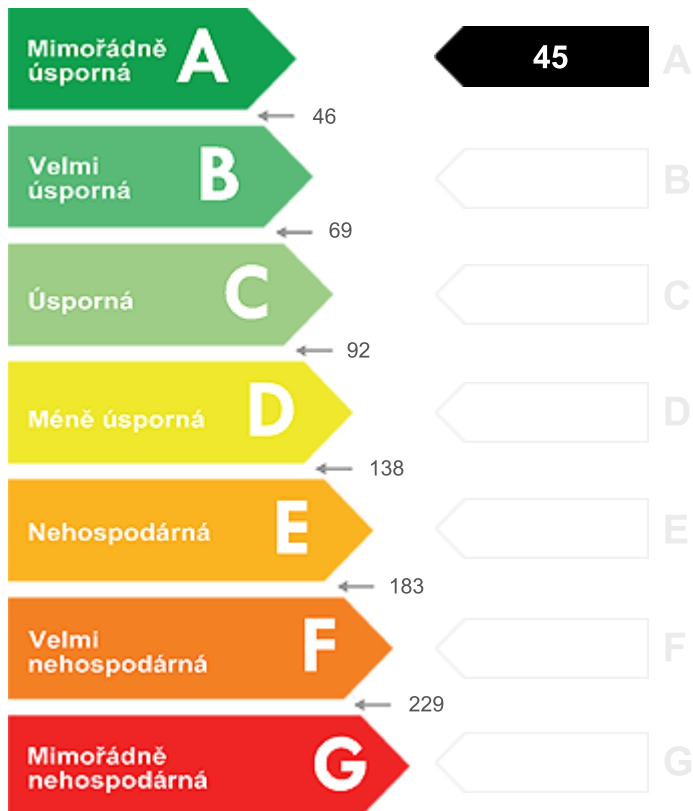 Mimořádně
úsporná
A
45
A
46
Velmi
úsporná
B
B
69
Úsporná
C
C
92
Méně úsporná
D
D
138
Nehospodárná
E
E
183
Velmi
nehospodárná
F
F
229
Mimořádně
nehospodárná
G
G